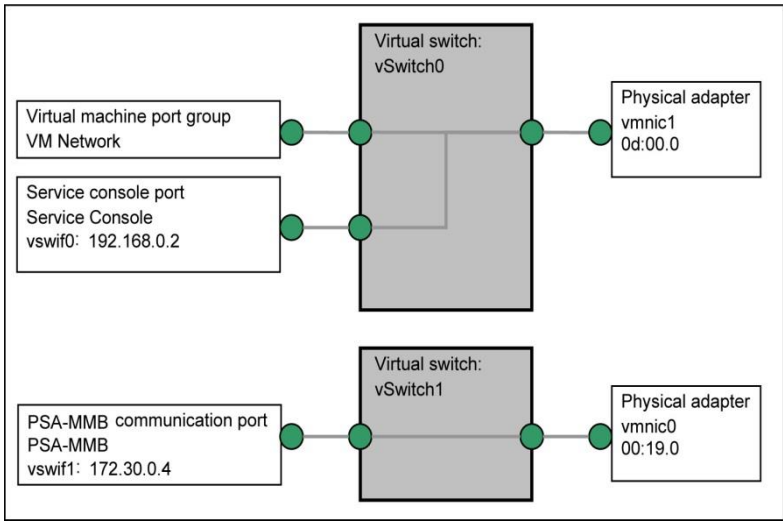 Virtual switch:
vSwitch0
Virtual machine port group
VM Network
Physical adapter
vmnic1
0d:00.0
Service console port
Service Console
vswif0: 192.168.0.2
Virtual switch:
vSwitch1
PSA-MMB communication port
PSA-MMB
vswif1: 172.30.0.4
Physical adapter
vmnic0
00:19.0